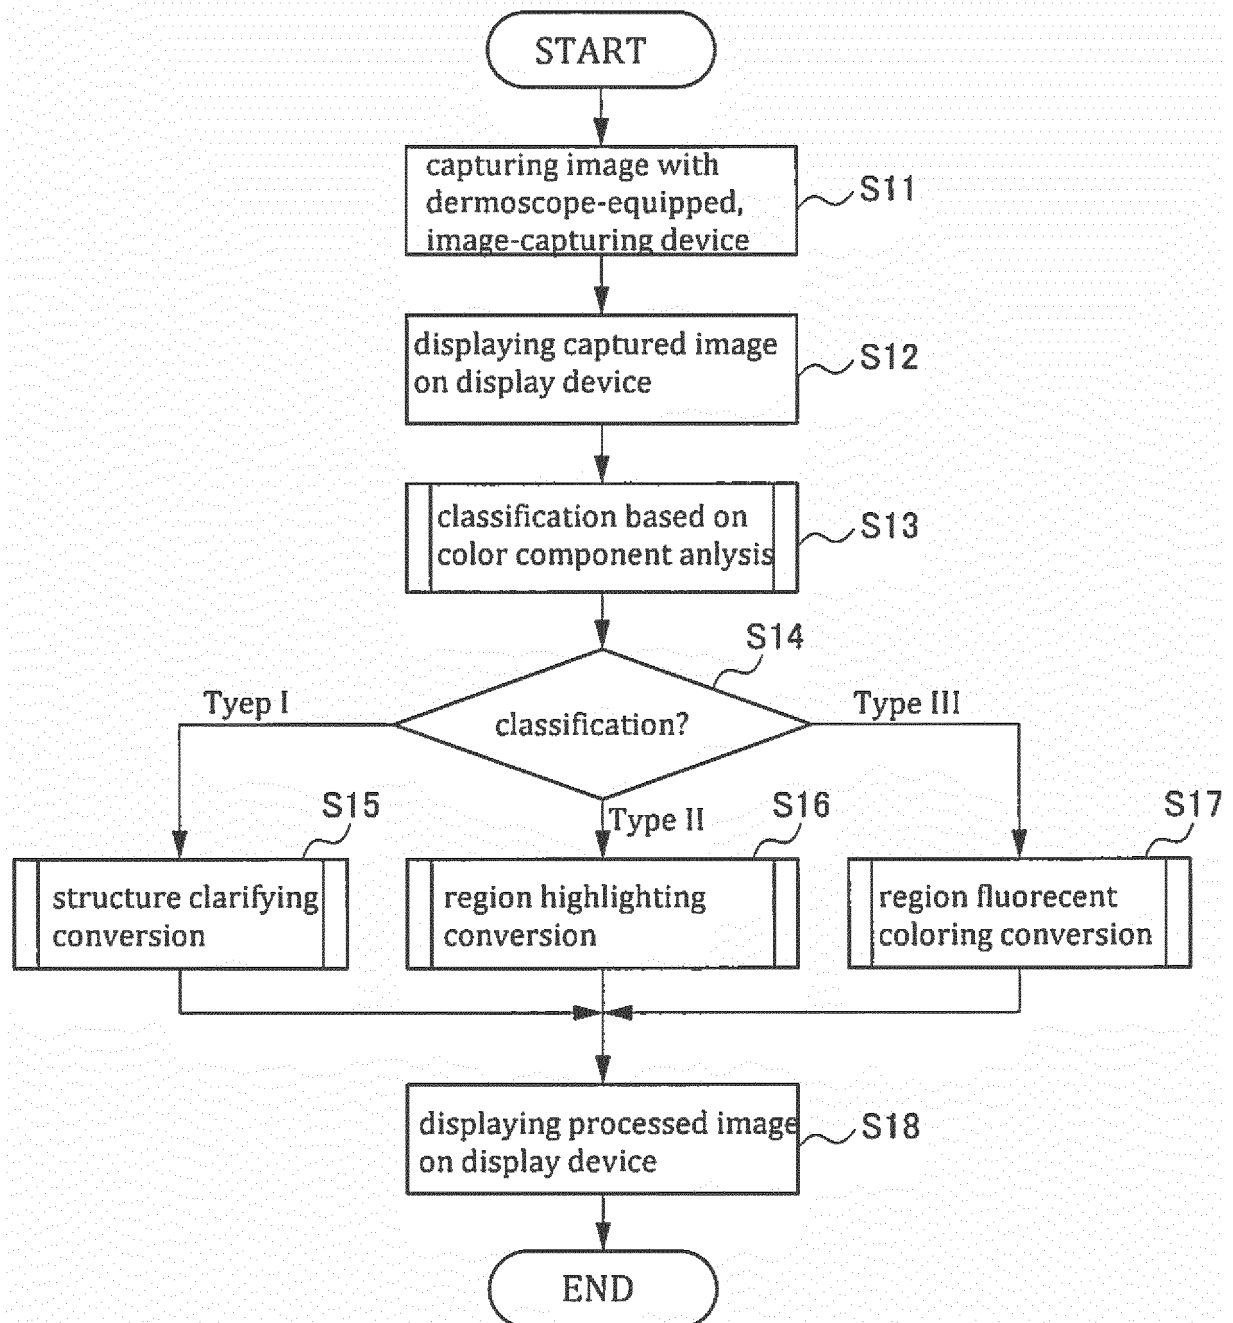 START
capturing image with
dermoscope-equipped,
image-capturing device
S11
displaying captured image
on display device
S12
classification based on
color component anlysis
S13
S14
classification?
Tyep I
Type II
Type III
S15
structure clarifying
conversion
S16
region highlighting
conversion
S17
region fluorecent
coloring conversion
displaying processed image
on display device
S18
END